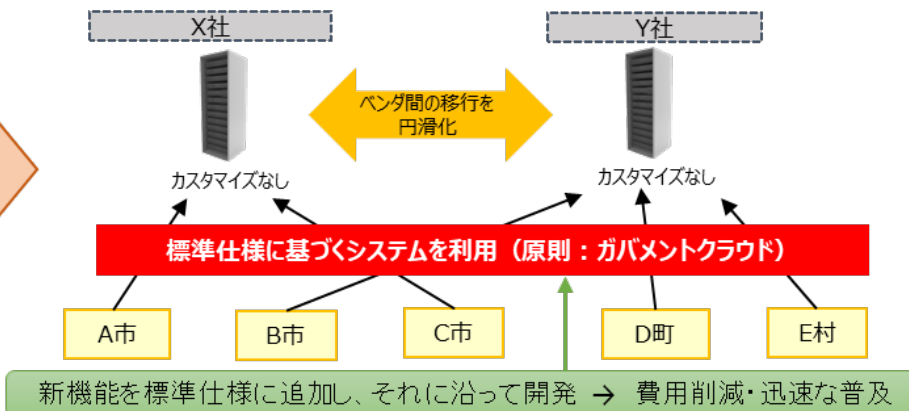 X社
Y社
ベンダ間の移行を
円滑化
カスタマイズなし
カスタマイズなし
標準仕様に基づくシステムを利用（原則：ガバメントクラウド）
A市
B市
C市
D町
E村
新機能を標準仕様に追加し、それに沿って開発 → 費用削減・迅速な普及